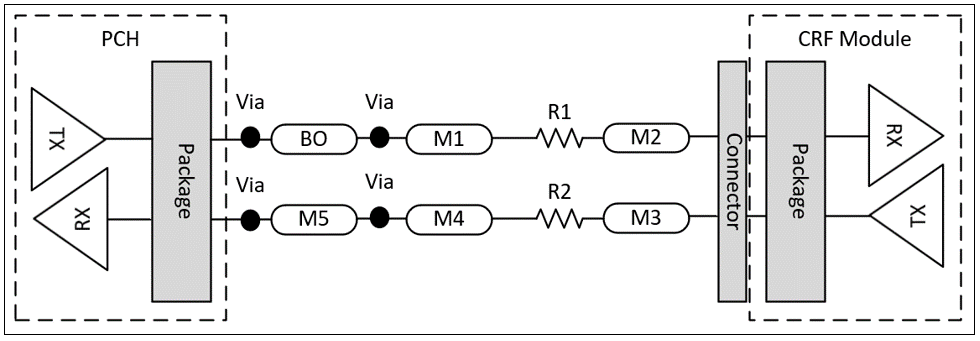 PCH
CRF Module
TX
Package
Via
BO
Via
M1
R1
M2
Connector
Package
RX
RX
Via
M5
Via
M4
R2
M3
TX